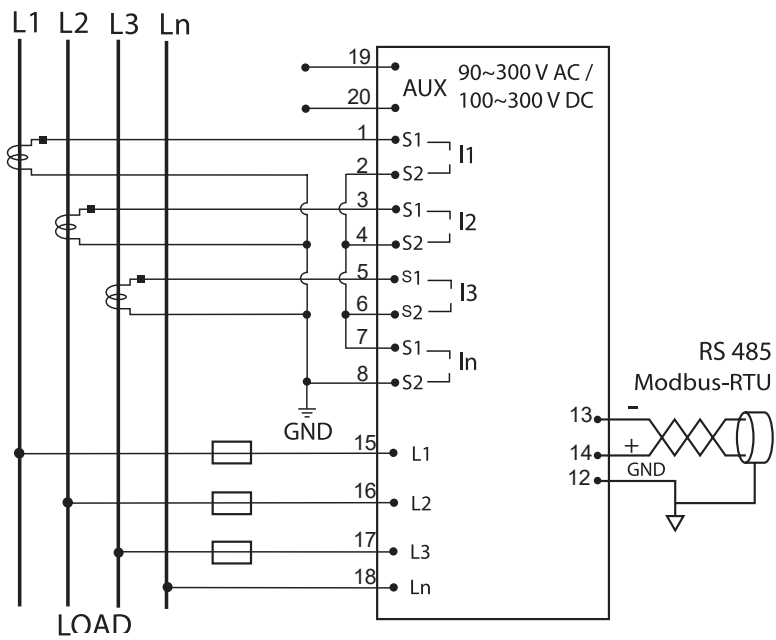 L1 L2 L3 Ln
19
AUX
90~300 V AC /
20
100~300 V DC
1 S1
I1
2 S2
3 S1
I2
4 S2
5 S1
I3
6 S2
7 S1
In
8 S2
GND
15 L1
16 L2
17 L3
18 Ln
LOAD
RS 485
Modbus-RTU
13 -
14 +
12 GND